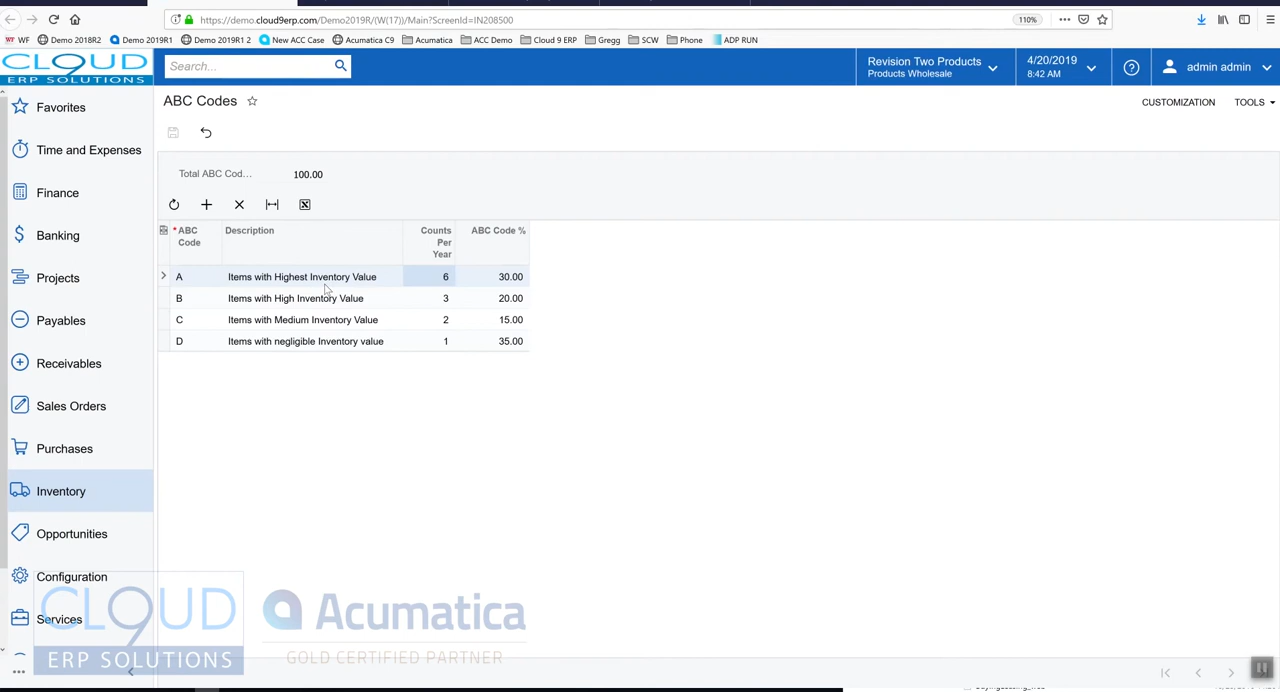 https://demo.cloud9erp.com/Demo2019R/(W(17))/Main?ScreenId=IN208500
110%
WF Demo 2018R2 Demo 2019R1 Demo 2019R1 2 New ACC Case Acumatica C9 Acumatica ACC Demo Cloud 9 ERP Gregg SCW Phone ADP RUN
CLOUD
ERP SOLUTIONS
Search...
Revision Two Products
Products Wholesale
4/20/2019
8:42 AM
admin admin
Favorites
Time and Expenses
Finance
Banking
Projects
Payables
Receivables
Sales Orders
Purchases
Inventory
Opportunities
Configuration
Services
ABC Codes
CUSTOMIZATION TOOLS
Total ABC Cod... 100.00
* ABC Code Description Counts Per Year ABC Code %
A Items with Highest Inventory Value 6 30.00
B Items with High Inventory Value 3 20.00
C Items with Medium Inventory Value 2 15.00
D Items with negligible Inventory value 1 35.00
CL9UD
ERP SOLUTIONS
Acumatica
GOLD CERTIFIED PARTNER